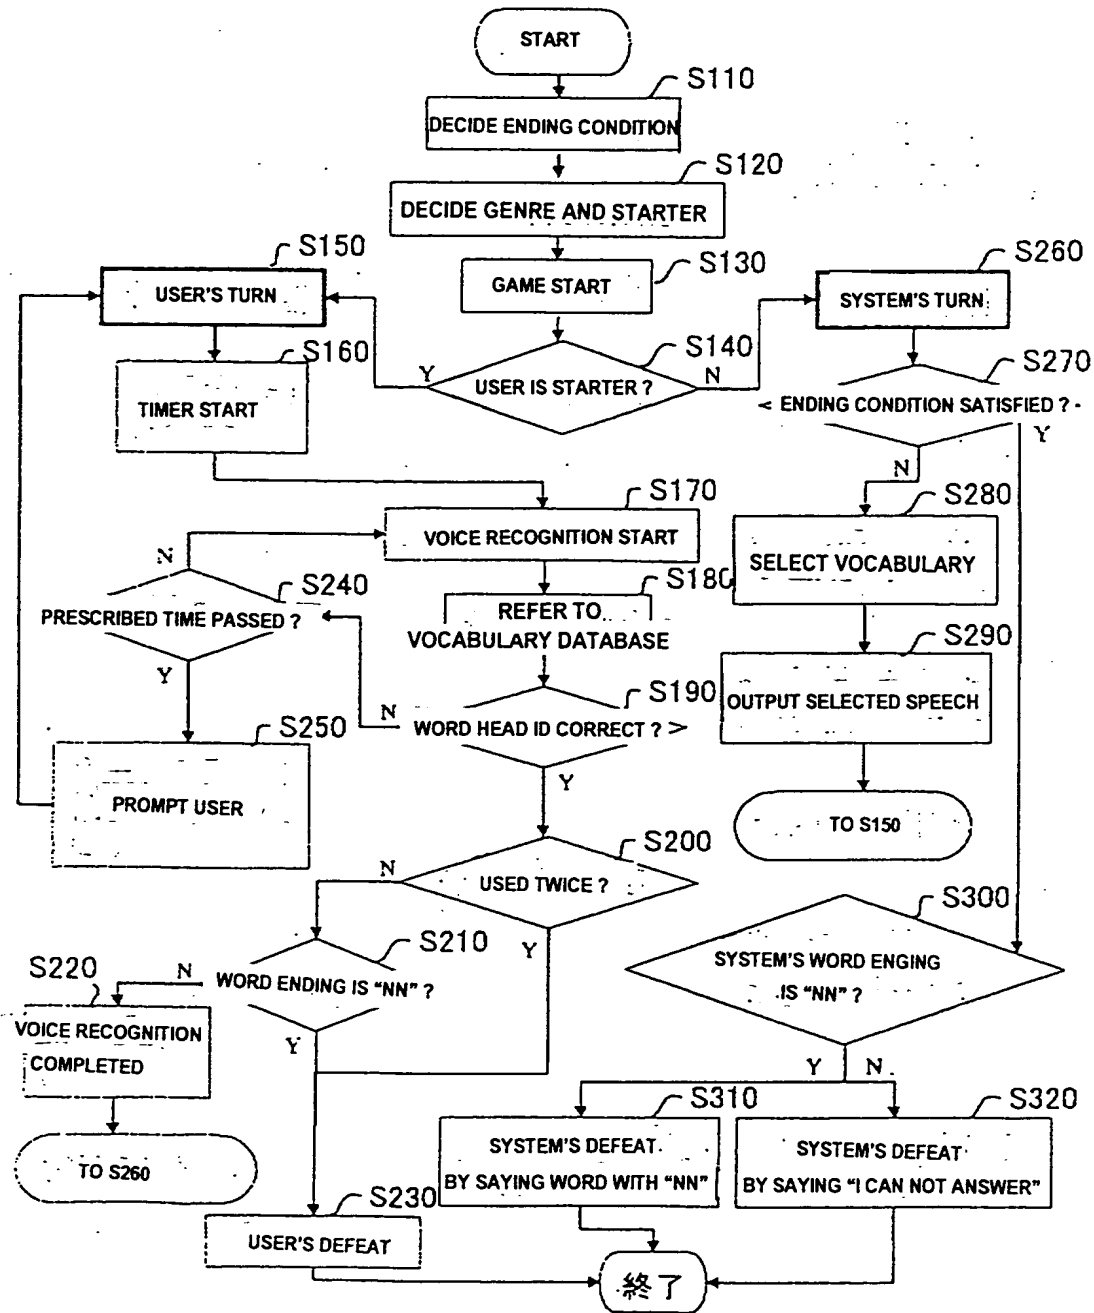 START
S110
DECIDE ENDING CONDITION
S120
DECIDE GENRE AND STARTER
S130
GAME START
S140
USER IS STARTER ?
Y
N
S150
USER'S TURN
S160
TIMER START
S170
VOICE RECOGNITION START
S180
REFER TO
VOCABULARY DATABASE
S190
WORD HEAD ID CORRECT ?
N
Y
S240
PRESCRIBED TIME PASSED ?
N
Y
S250
PROMPT USER
S200
USED TWICE ?
N
Y
S210
WORD ENDING IS "NN" ?
N
Y
S220
VOICE RECOGNITION
COMPLETED
TO S260
S230
USER'S DEFEAT
S260
SYSTEM'S TURN
S270
ENDING CONDITION SATISFIED ?
N
Y
S280
SELECT VOCABULARY
S290
OUTPUT SELECTED SPEECH
TO S150
S300
SYSTEM'S WORD ENGING
IS "NN" ?
Y
N
S310
SYSTEM'S DEFEAT
BY SAYING WORD WITH "NN"
S320
SYSTEM'S DEFEAT
BY SAYING "I CAN NOT ANSWER"
終了